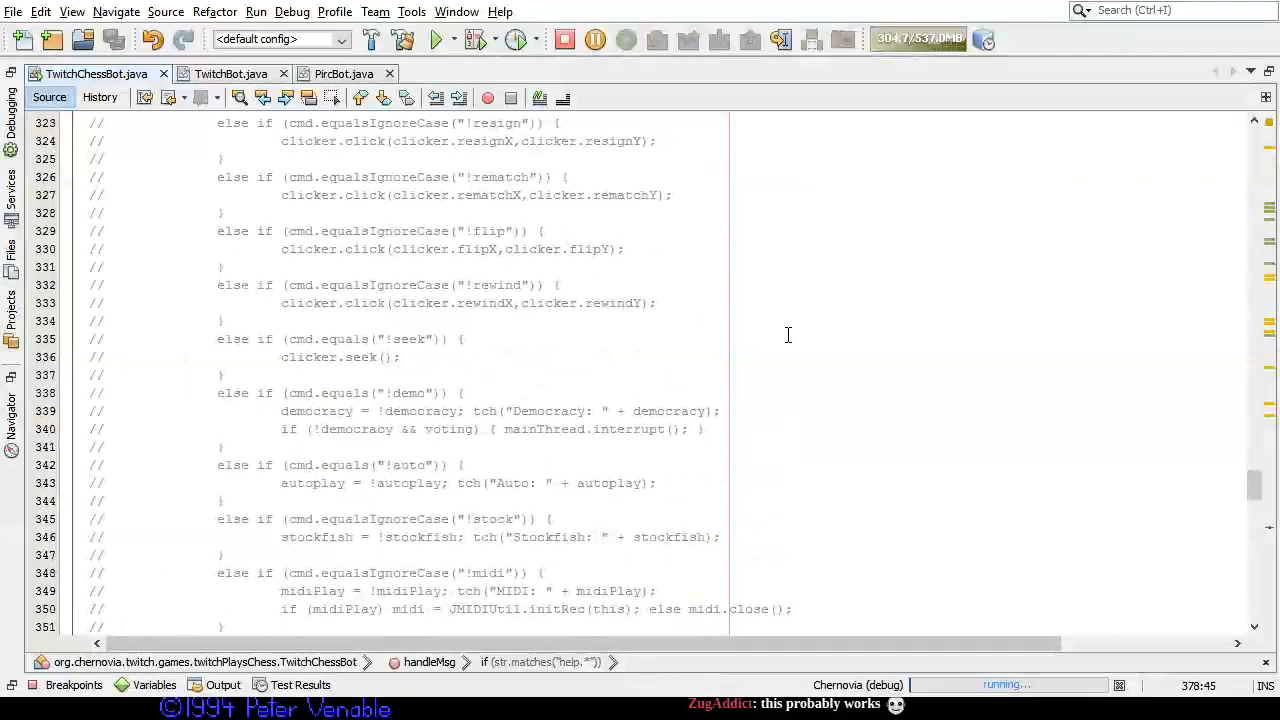 File Edit View Navigate Source Refactor Run Debug Profile Team Tools Window Help
Search (Ctrl+I)
<default config>
304.7/537.0MB
TwitchChessBot.java TwitchBot.java PircBot.java
Source History
Debugging
Services
Files
Projects
Navigator
323 // else if (cmd.equalsIgnoreCase("!resign")) {
324 // clicker.click(clicker.resignX,clicker.resignY);
325 // }
326 // else if (cmd.equalsIgnoreCase("!rematch")) {
327 // clicker.click(clicker.rematchX,clicker.rematchY);
328 // }
329 // else if (cmd.equalsIgnoreCase("!flip")) {
330 // clicker.click(clicker.flipX,clicker.flipY);
331 // }
332 // else if (cmd.equalsIgnoreCase("!rewind")) {
333 // clicker.click(clicker.rewindX,clicker.rewindY);
334 // }
335 // else if (cmd.equals("!seek")) {
336 // clicker.seek();
337 // }
338 // else if (cmd.equals("!demo")) {
339 // democracy = !democracy; tch("Democracy: " + democracy);
340 // if (!democracy && voting) { mainThread.interrupt(); }
341 // }
342 // else if (cmd.equals("!auto")) {
343 // autoplay = !autoplay; tch("Auto: " + autoplay);
344 // }
345 // else if (cmd.equalsIgnoreCase("!stock")) {
346 // stockfish = !stockfish; tch("Stockfish: " + stockfish);
347 // }
348 // else if (cmd.equalsIgnoreCase("!midi")) {
349 // midiPlay = !midiPlay; tch("MIDI: " + midiPlay);
350 // if (midiPlay) midi = JMIDIUtil.initRec(this); else midi.close();
351 // }
org.chernovia.twitch.games.twitchPlaysChess.TwitchChessBot handleMsg if (str.matches("help.*"))
Breakpoints Variables Output Test Results Chernovia (debug) running... 378:45 INS
©1994 Peter Venable ZugAddict: this probably works